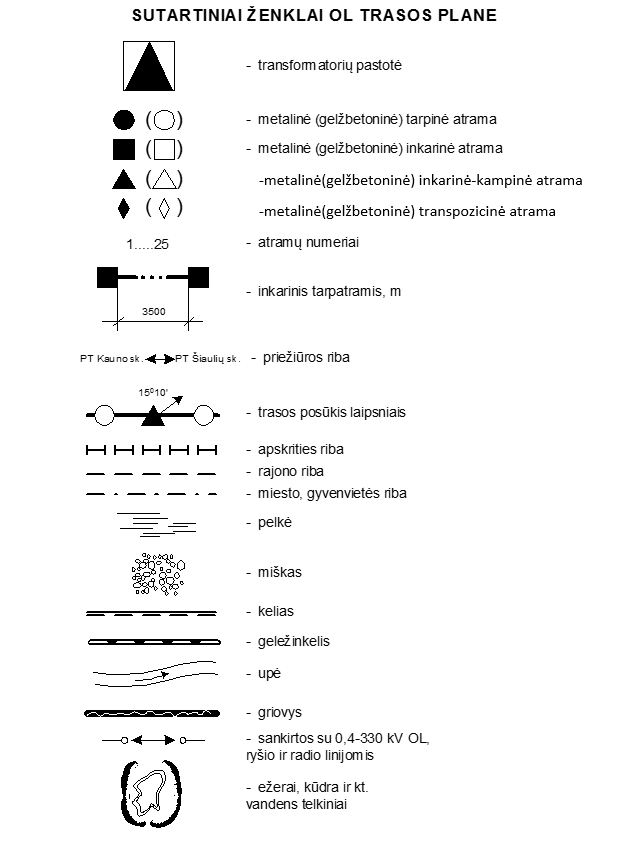 SUTARTINIAI ŽENKLAI OL TRASOS PLANE
- transformatorių pastotė
( ) - metalinė (gelžbetoninė) tarpinė atrama
( ) - metalinė (gelžbetoninė) inkarinė atrama
( ) -metalinė(gelžbetoninė) inkarinė-kampinė atrama
( ) -metalinė(gelžbetoninė) transpozicinė atrama
1.....25 - atramų numeriai
- inkarinis tarpatramis, m
3500
PT Kauno sk. PT Šiaulių sk. - priežiūros riba
15⁰10'
- trasos posūkis laipsniais
- apskrities riba
- rajono riba
- miesto, gyvenvietės riba
- pelkė
- miškas
- kelias
- geležinkelis
- upė
- griovys
- sankirtos su 0,4-330 kV OL,
ryšio ir radio linijomis
- ežerai, kūdra ir kt.
vandens telkiniai